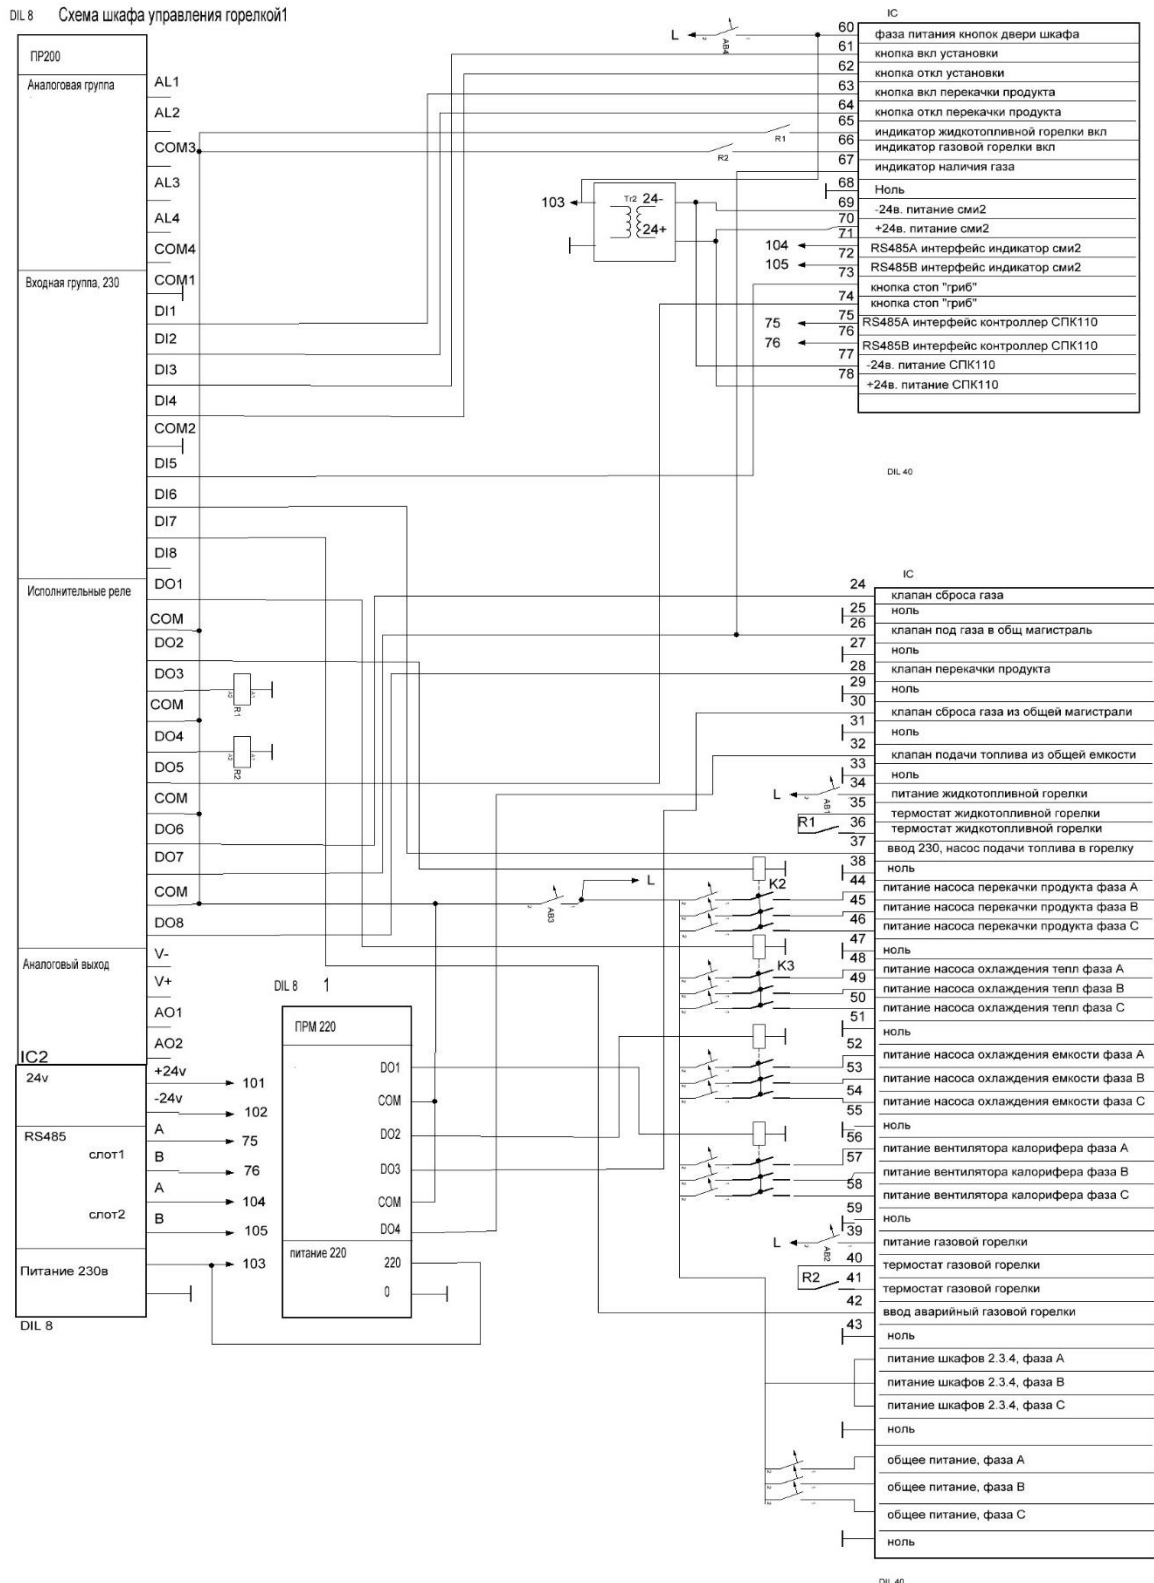 DIL 8 Схема шкафа управления горелкой1
ПР200
Аналоговая группа
AL1
AL2
COM3
AL3
AL4
COM4
Входная группа, 230
COM1
DI1
DI2
DI3
DI4
COM2
DI5
DI6
DI7
DI8
Исполнительные реле
DO1
COM
DO2
DO3
COM
DO4
DO5
COM
DO6
DO7
COM
DO8
Аналоговый выход
V-
V+
AO1
AO2
IC2
24v
+24v
101
-24v
102
RS485
слот1
A
75
B
76
слот2
A
104
B
105
Питание 230в
103
DIL 8
A2
A1
R1
A2
A1
R2
DIL 8 1
ПРМ 220
DO1
COM
DO2
DO3
COM
DO4
питание 220
220
0
L
AB4
R1
R2
103
Tr2
24-
24+
104
105
75
76
IC
60 фаза питания кнопок двери шкафа
61 кнопка вкл установки
62 кнопка откл установки
63 кнопка вкл перекачки продукта
64 кнопка откл перекачки продукта
65 индикатор жидкотопливной горелки вкл
66 индикатор газовой горелки вкл
67 индикатор наличия газа
68 Ноль
69 -24в. питание сми2
70 +24в. питание сми2
71 RS485A интерфейс индикатор сми2
72 RS485B интерфейс индикатор сми2
73 кнопка стоп "гриб"
74 кнопка стоп "гриб"
75 RS485A интерфейс контроллер СПК110
76 RS485B интерфейс контроллер СПК110
77 -24в. питание СПК110
78 +24в. питание СПК110
DIL 40
IC
24 клапан сброса газа
25 ноль
26 клапан под газа в общ магистраль
27 ноль
28 клапан перекачки продукта
29 ноль
30 клапан сброса газа из общей магистрали
31 ноль
32 клапан подачи топлива из общей емкости
33 ноль
L
AB1
34 питание жидкотопливной горелки
35 термостат жидкотопливной горелки
R1
36 термостат жидкотопливной горелки
37 ввод 230, насос подачи топлива в горелку
38 ноль
AB3
L
K2
44 питание насоса перекачки продукта фаза A
45 питание насоса перекачки продукта фаза B
46 питание насоса перекачки продукта фаза C
47 ноль
K3
48 питание насоса охлаждения тепл фаза A
49 питание насоса охлаждения тепл фаза B
50 питание насоса охлаждения тепл фаза C
51 ноль
52 питание насоса охлаждения емкости фаза A
53 питание насоса охлаждения емкости фаза B
54 питание насоса охлаждения емкости фаза C
55 ноль
56 питание вентилятора калорифера фаза A
57 питание вентилятора калорифера фаза B
58 питание вентилятора калорифера фаза C
59 ноль
L
AB2
39 питание газовой горелки
40 термостат газовой горелки
R2
41 термостат газовой горелки
42 ввод аварийный газовой горелки
43 ноль
питание шкафов 2.3.4, фаза A
питание шкафов 2.3.4, фаза B
питание шкафов 2.3.4, фаза C
ноль
общее питание, фаза A
общее питание, фаза B
общее питание, фаза C
ноль
DIL 40